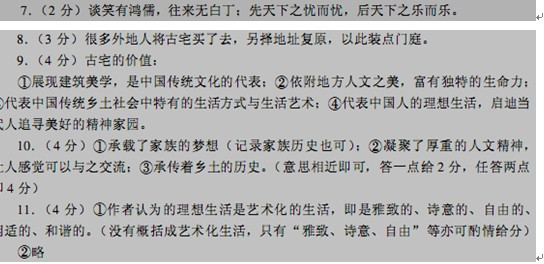 7.（2 分）谈笑有鸿儒，往来无白丁；先天下之忧而忧，后天下之乐而乐。
8.（3 分）很多外地人将古宅买了去，另择地址复原，以此装点门庭。
9.（4 分）古宅的价值：
①展现建筑美学，是中国传统文化的代表；②依附地方人文之美，富有独特的生命力；
代表中国传统乡土社会中特有的生活方式与生活艺术；④代表中国人的理想生活，启迪当
人追寻美好的精神家园。
10.（4 分）①承载了家族的梦想（记录家族历史也可）；②凝聚了厚重的人文精神，
人感觉可以与之交流；③承传着乡土的历史。（意思相近即可，答一点给 2 分，任答两点
4 分）
11.（4 分）①作者认为的理想生活是艺术化的生活，即是雅致的、诗意的、自由的、
适的、和谐的。（没有概括成艺术化生活，只有“雅致、诗意、自由”等亦可酌情给分）
②略